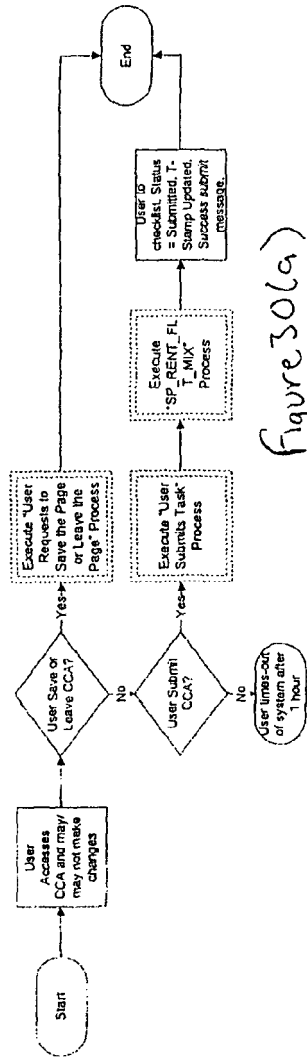 Start
User
Accesses
CCA and may/
may not make
changes
User Save or
Leave CCA?
Yes
No
Execute "User
Requests to
Save the Page
or Leave the
Page" Process
User Submit
CCA?
Yes
No
Execute "User
Submits Task"
Process
Execute
"SP_RENT_FL
T_MIX"
Process
User to
checklist. Status
= Submitted, T-
Stamp Updated,
Success submit
message.
End
User times-out
of system after
1 hour
Figure 30(a)